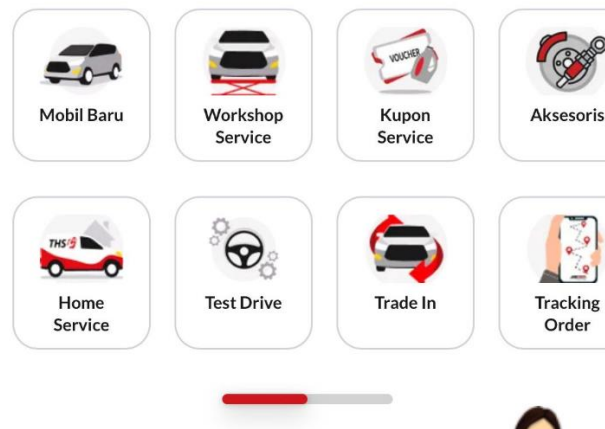 VOUCHER
Mobil Baru
Workshop
Service
Kupon
Service
Aksesoris
THS
Home
Service
Test Drive
Trade In
Tracking
Order